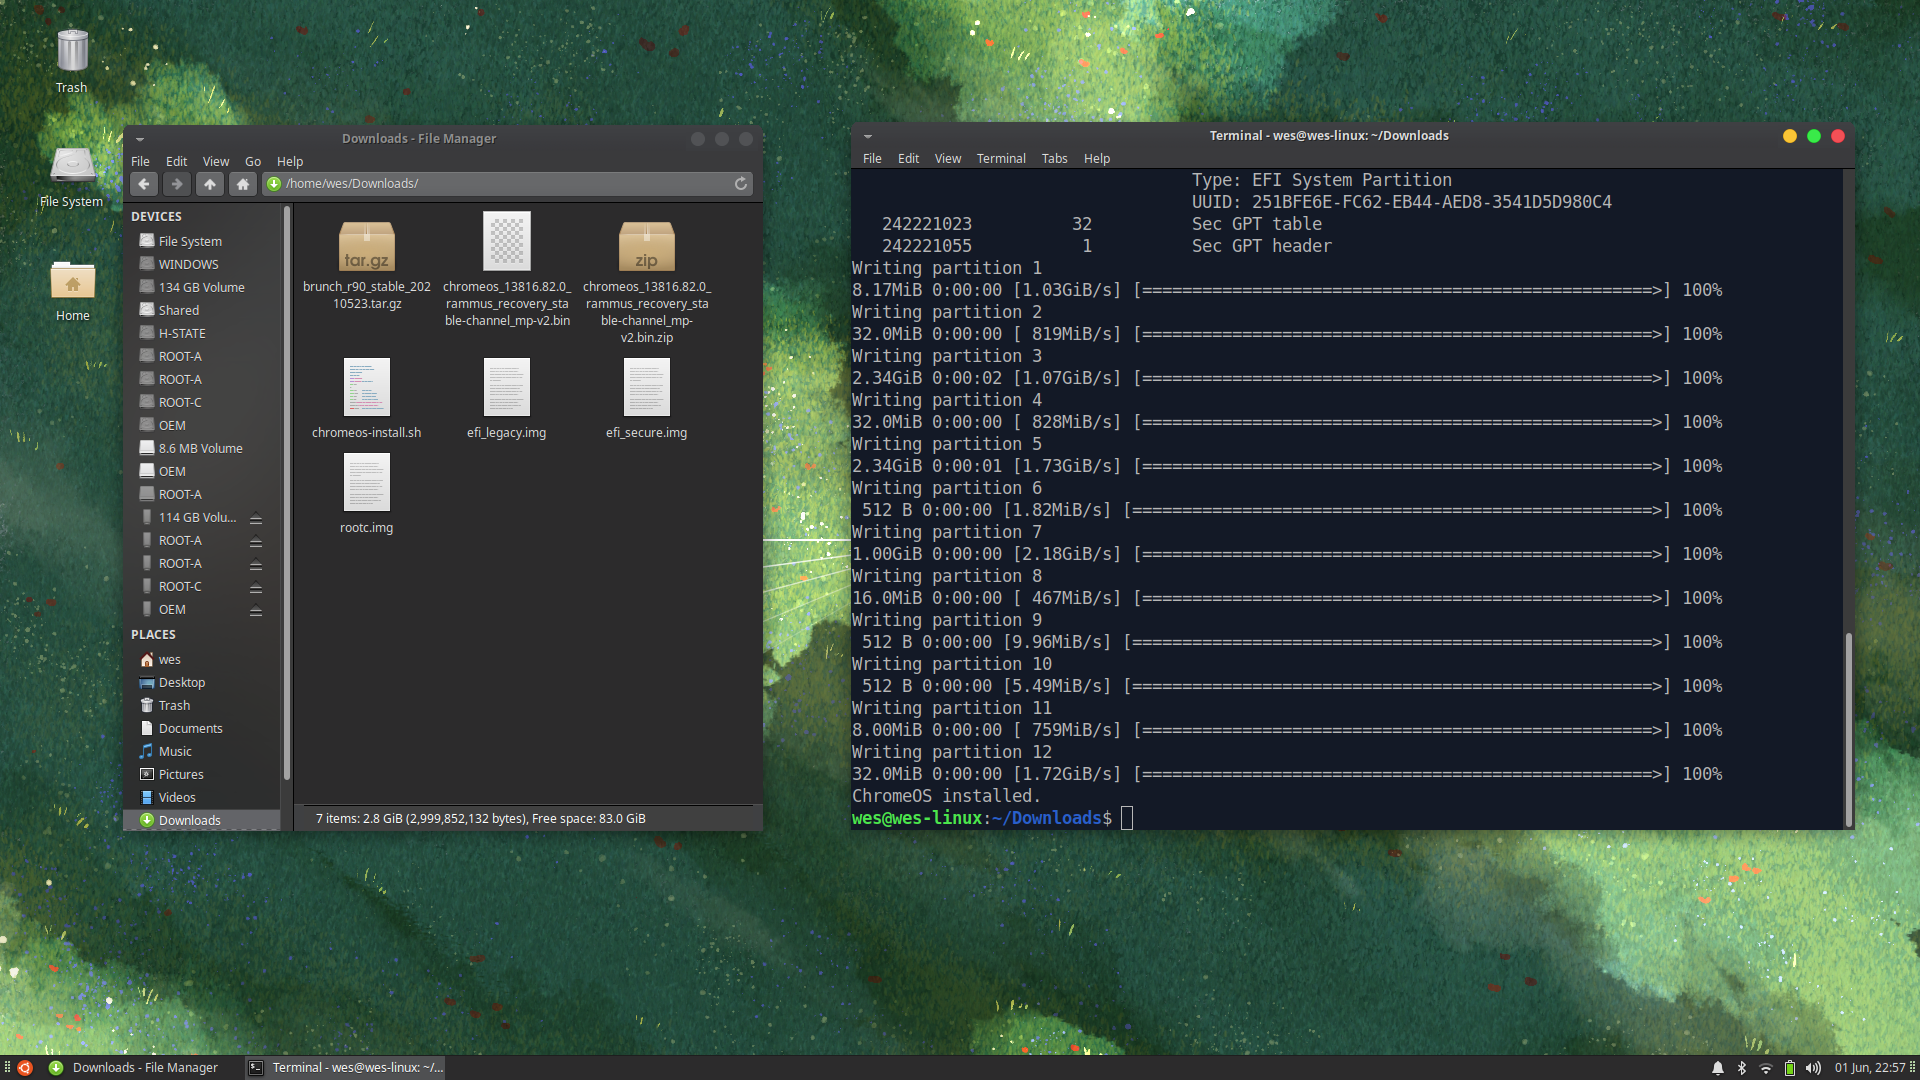 Trash
File System
Home
Downloads - File Manager
File Edit View Go Help
/home/wes/Downloads/
DEVICES
File System
WINDOWS
134 GB Volume
Shared
H-STATE
ROOT-A
ROOT-A
ROOT-C
OEM
8.6 MB Volume
OEM
ROOT-A
114 GB Volu...
ROOT-A
ROOT-A
ROOT-C
OEM
PLACES
wes
Desktop
Trash
Documents
Music
Pictures
Videos
Downloads
tar.gz
brunch_r90_stable_202
10523.tar.gz
chromeos_13816.82.0_
rammus_recovery_sta
ble-channel_mp-v2.bin
zip
chromeos_13816.82.0_
rammus_recovery_sta
ble-channel_mp-
v2.bin.zip
chromeos-install.sh
efi_legacy.img
efi_secure.img
rootc.img
7 items: 2.8 GiB (2,999,852,132 bytes), Free space: 83.0 GiB
Terminal - wes@wes-linux: ~/Downloads
File Edit View Terminal Tabs Help
Type: EFI System Partition
UUID: 251BFE6E-FC62-EB44-AED8-3541D5D980C4
242221023 32 Sec GPT table
242221055 1 Sec GPT header
Writing partition 1
8.17MiB 0:00:00 [1.03GiB/s] [===================================================>] 100%
Writing partition 2
32.0MiB 0:00:00 [ 819MiB/s] [===================================================>] 100%
Writing partition 3
2.34GiB 0:00:02 [1.07GiB/s] [===================================================>] 100%
Writing partition 4
32.0MiB 0:00:00 [ 828MiB/s] [===================================================>] 100%
Writing partition 5
2.34GiB 0:00:01 [1.73GiB/s] [===================================================>] 100%
Writing partition 6
512 B 0:00:00 [1.82MiB/s] [====================================================>] 100%
Writing partition 7
1.00GiB 0:00:00 [2.18GiB/s] [===================================================>] 100%
Writing partition 8
16.0MiB 0:00:00 [ 467MiB/s] [===================================================>] 100%
Writing partition 9
512 B 0:00:00 [9.96MiB/s] [====================================================>] 100%
Writing partition 10
512 B 0:00:00 [5.49MiB/s] [====================================================>] 100%
Writing partition 11
8.00MiB 0:00:00 [ 759MiB/s] [===================================================>] 100%
Writing partition 12
32.0MiB 0:00:00 [1.72GiB/s] [===================================================>] 100%
ChromeOS installed.
wes@wes-linux:~/Downloads$
Downloads - File Manager
Terminal - wes@wes-linux: ~/...
01 Jun, 22:57